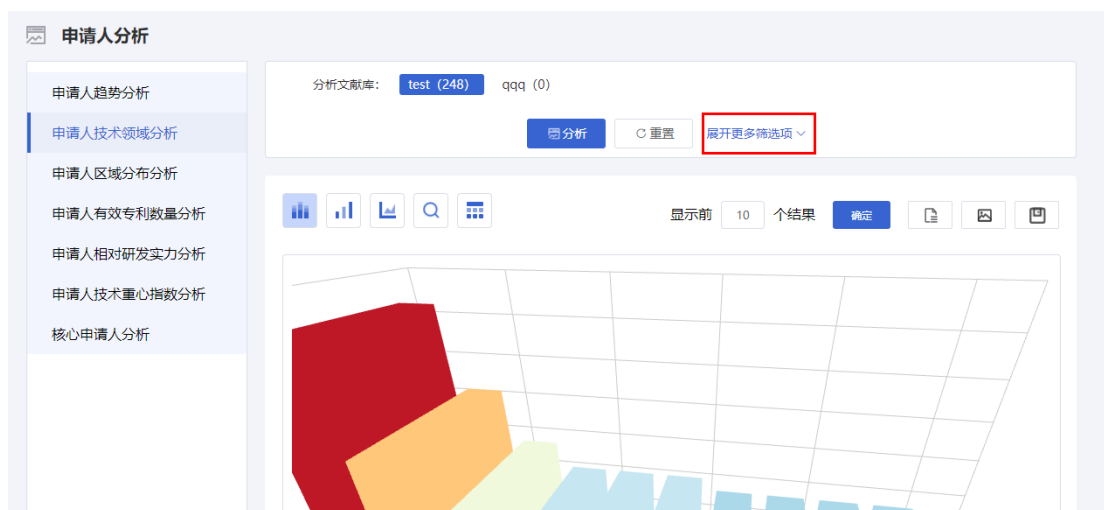 申请人分析
申请人趋势分析
申请人技术领域分析
申请人区域分布分析
申请人有效专利数量分析
申请人相对研发实力分析
申请人技术重心指数分析
核心申请人分析
分析文献库: test (248) qqq (0)
分析 重置 展开更多筛选项
显示前 10 个结果 确定